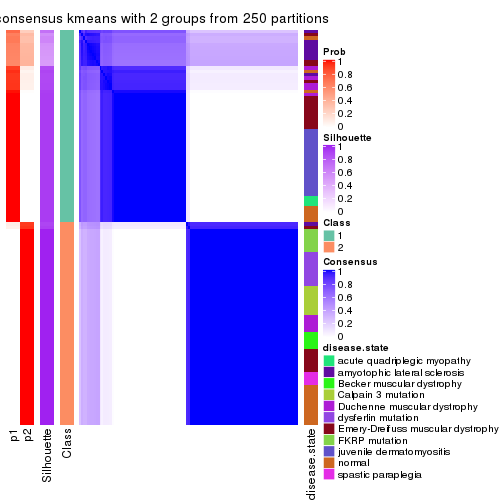 consensus kmeans with 2 groups from 250 partitions
Prob
1
0.8
0.6
0.4
0.2
0
Silhouette
1
0.8
0.6
0.4
0.2
0
Class
1
2
Consensus
1
0.8
0.6
0.4
0.2
0
disease.state
acute quadriplegic myopathy
amyotophic lateral sclerosis
Becker muscular dystrophy
Calpain 3 mutation
Duchenne muscular dystrophy
dysferlin mutation
Emery-Dreifuss muscular dystrophy
FKRP mutation
juvenile dermatomyositis
normal
spastic paraplegia
p1
p2
Silhouette
Class
disease.state